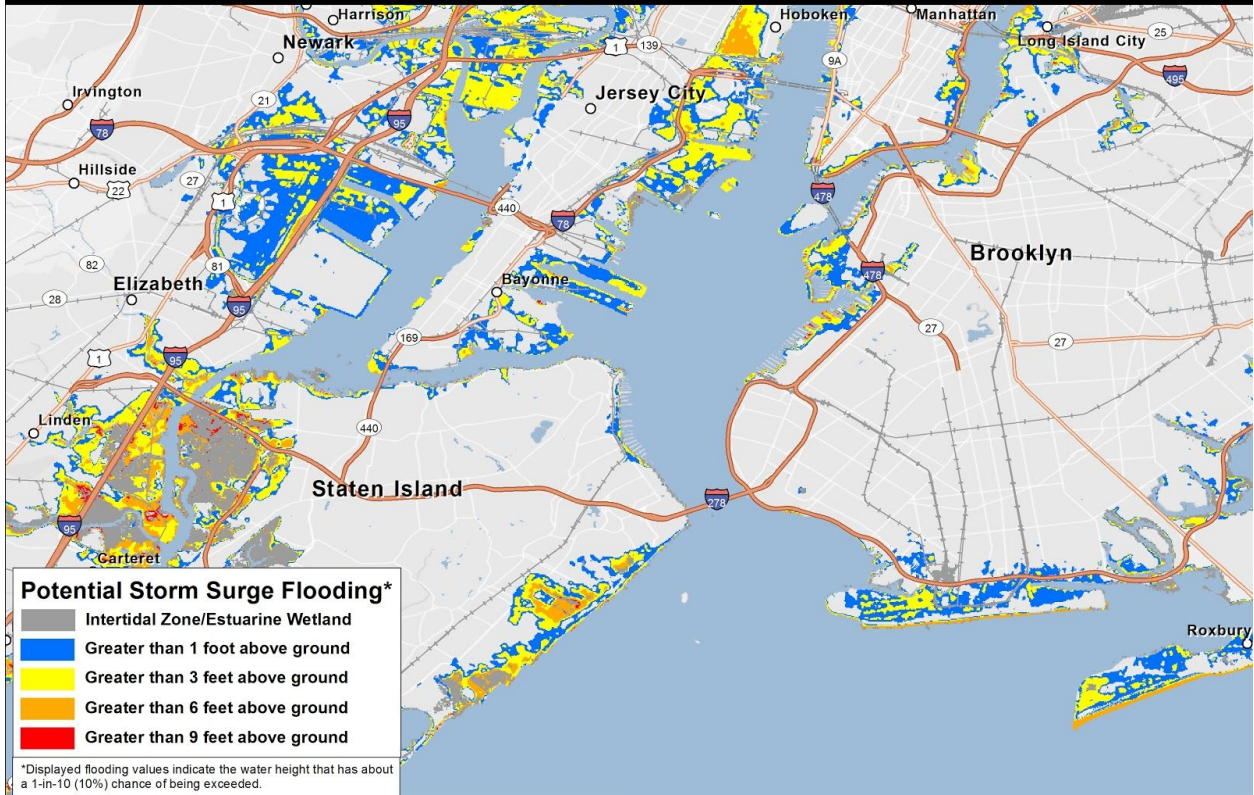 Harrison
Hoboken
Manhattan
Newark
1
139
Long Island City
25
9A
495
Irvington
21
Jersey City
95
78
Hillside
22
27
1
478
440
78
82
81
Elizabeth
28
95
Bayonne
Brooklyn
478
169
27
27
1
95
Linden
440
Staten Island
278
95
Carteret
Roxbury
Potential Storm Surge Flooding*
Intertidal Zone/Estuarine Wetland
Greater than 1 foot above ground
Greater than 3 feet above ground
Greater than 6 feet above ground
Greater than 9 feet above ground
*Displayed flooding values indicate the water height that has about
a 1-in-10 (10%) chance of being exceeded.